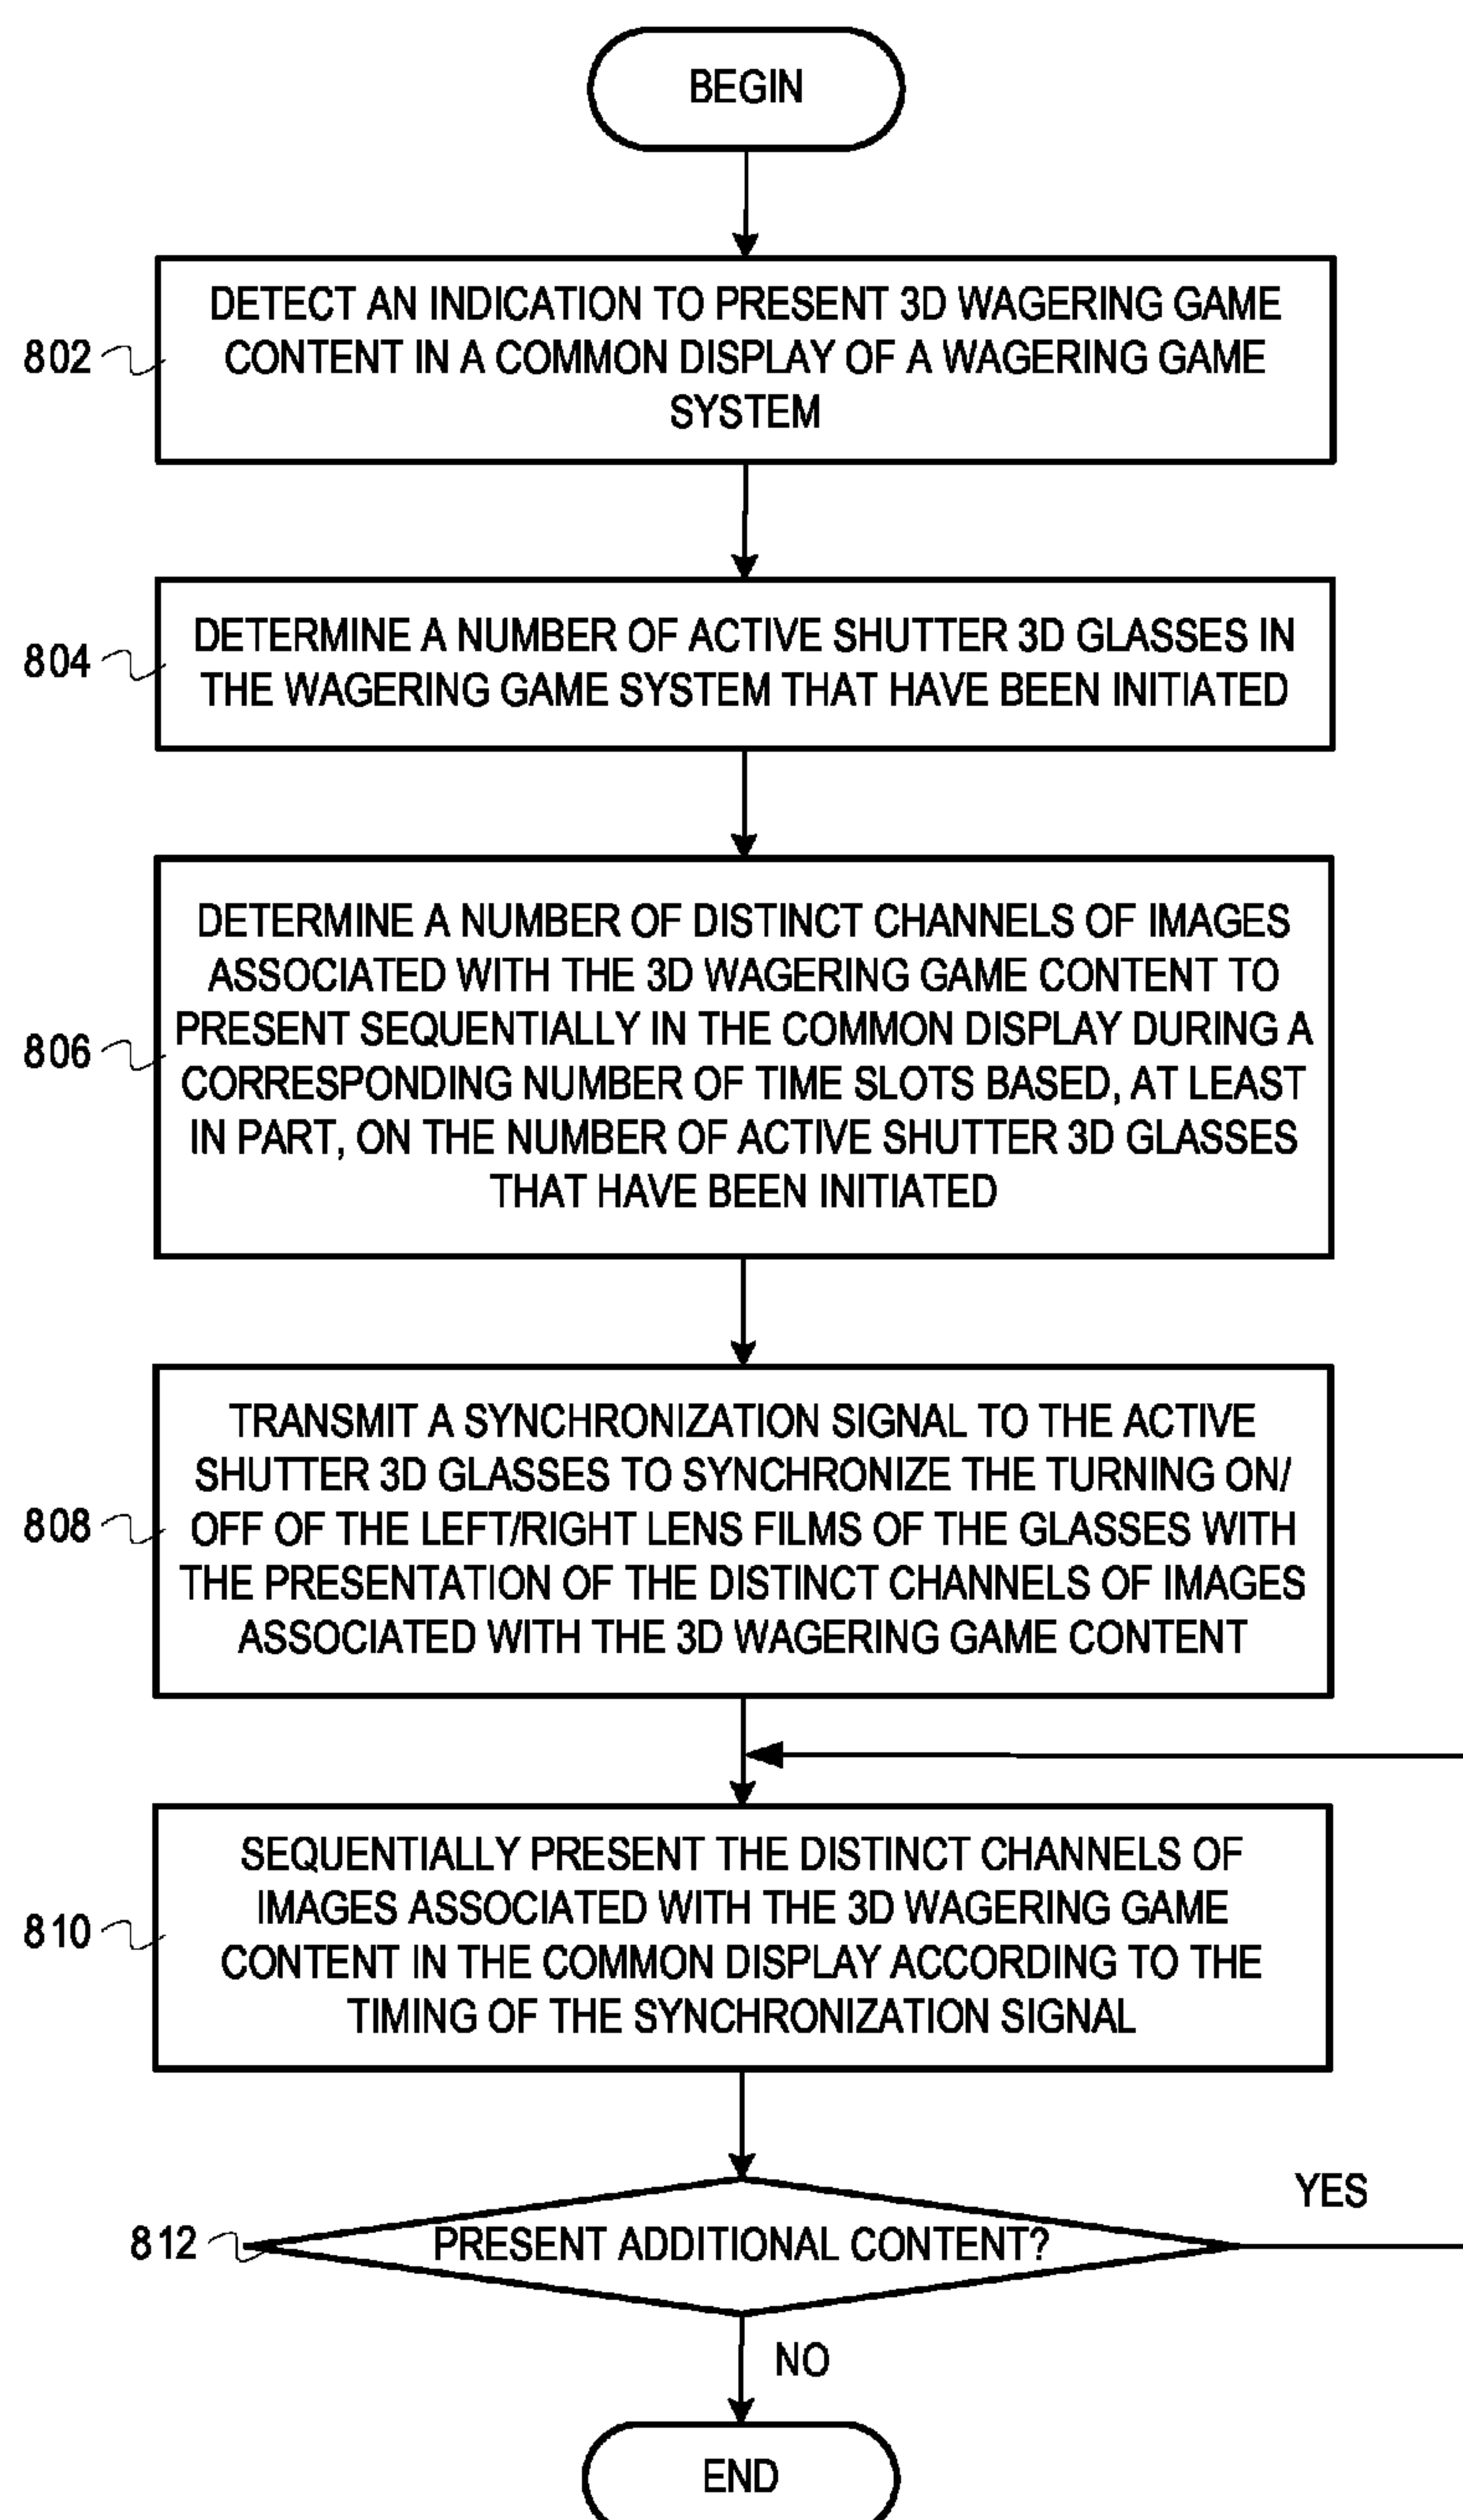 BEGIN
DETECT AN INDICATION TO PRESENT 3D WAGERING GAME
CONTENT IN A COMMON DISPLAY OF A WAGERING GAME
SYSTEM
802
DETERMINE A NUMBER OF ACTIVE SHUTTER 3D GLASSES IN
THE WAGERING GAME SYSTEM THAT HAVE BEEN INITIATED
804
DETERMINE A NUMBER OF DISTINCT CHANNELS OF IMAGES
ASSOCIATED WITH THE 3D WAGERING GAME CONTENT TO
PRESENT SEQUENTIALLY IN THE COMMON DISPLAY DURING A
CORRESPONDING NUMBER OF TIME SLOTS BASED, AT LEAST
IN PART, ON THE NUMBER OF ACTIVE SHUTTER 3D GLASSES
THAT HAVE BEEN INITIATED
806
TRANSMIT A SYNCHRONIZATION SIGNAL TO THE ACTIVE
SHUTTER 3D GLASSES TO SYNCHRONIZE THE TURNING ON/
OFF OF THE LEFT/RIGHT LENS FILMS OF THE GLASSES WITH
THE PRESENTATION OF THE DISTINCT CHANNELS OF IMAGES
ASSOCIATED WITH THE 3D WAGERING GAME CONTENT
808
SEQUENTIALLY PRESENT THE DISTINCT CHANNELS OF
IMAGES ASSOCIATED WITH THE 3D WAGERING GAME
CONTENT IN THE COMMON DISPLAY ACCORDING TO THE
TIMING OF THE SYNCHRONIZATION SIGNAL
810
YES
812
PRESENT ADDITIONAL CONTENT?
NO
END